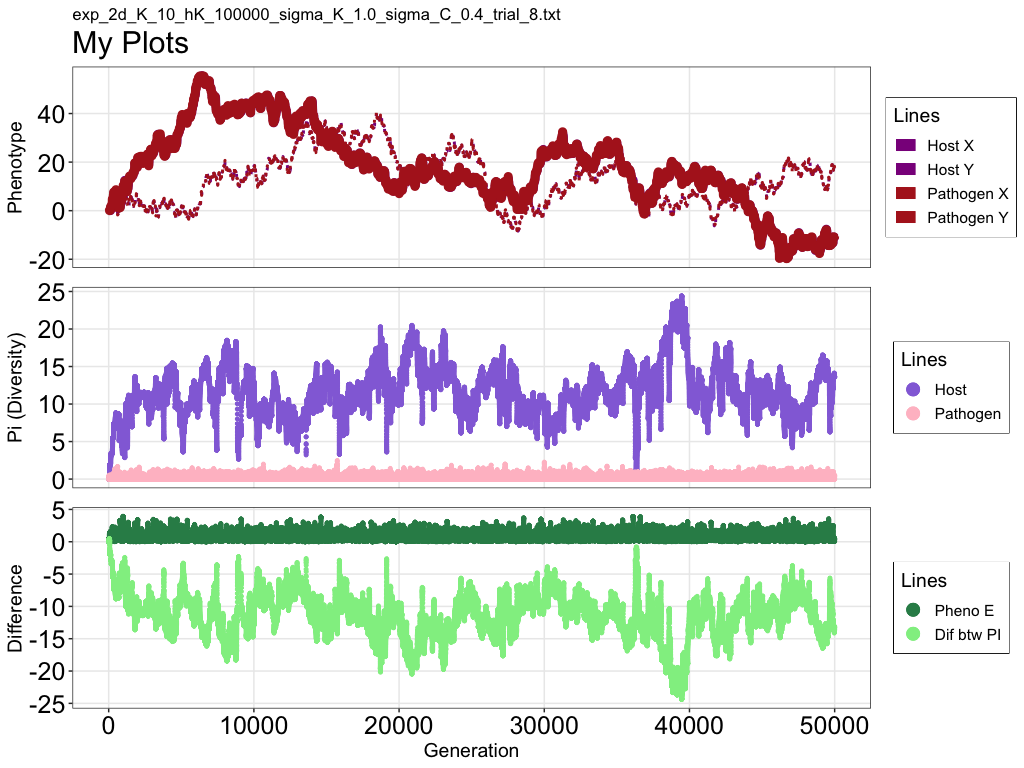 exp_2d_K_10_hK_100000_sigma_K_1.0_sigma_C_0.4_trial_8.txt
My Plots
Phenotype
40
20
0
-20
Lines
Host X
Host Y
Pathogen X
Pathogen Y
Pi (Diversity)
25
20
15
10
5
0
Lines
Host
Pathogen
Difference
5
0
-5
-10
-15
-20
-25
Lines
Pheno E
Dif btw PI
0 10000 20000 30000 40000 50000
Generation